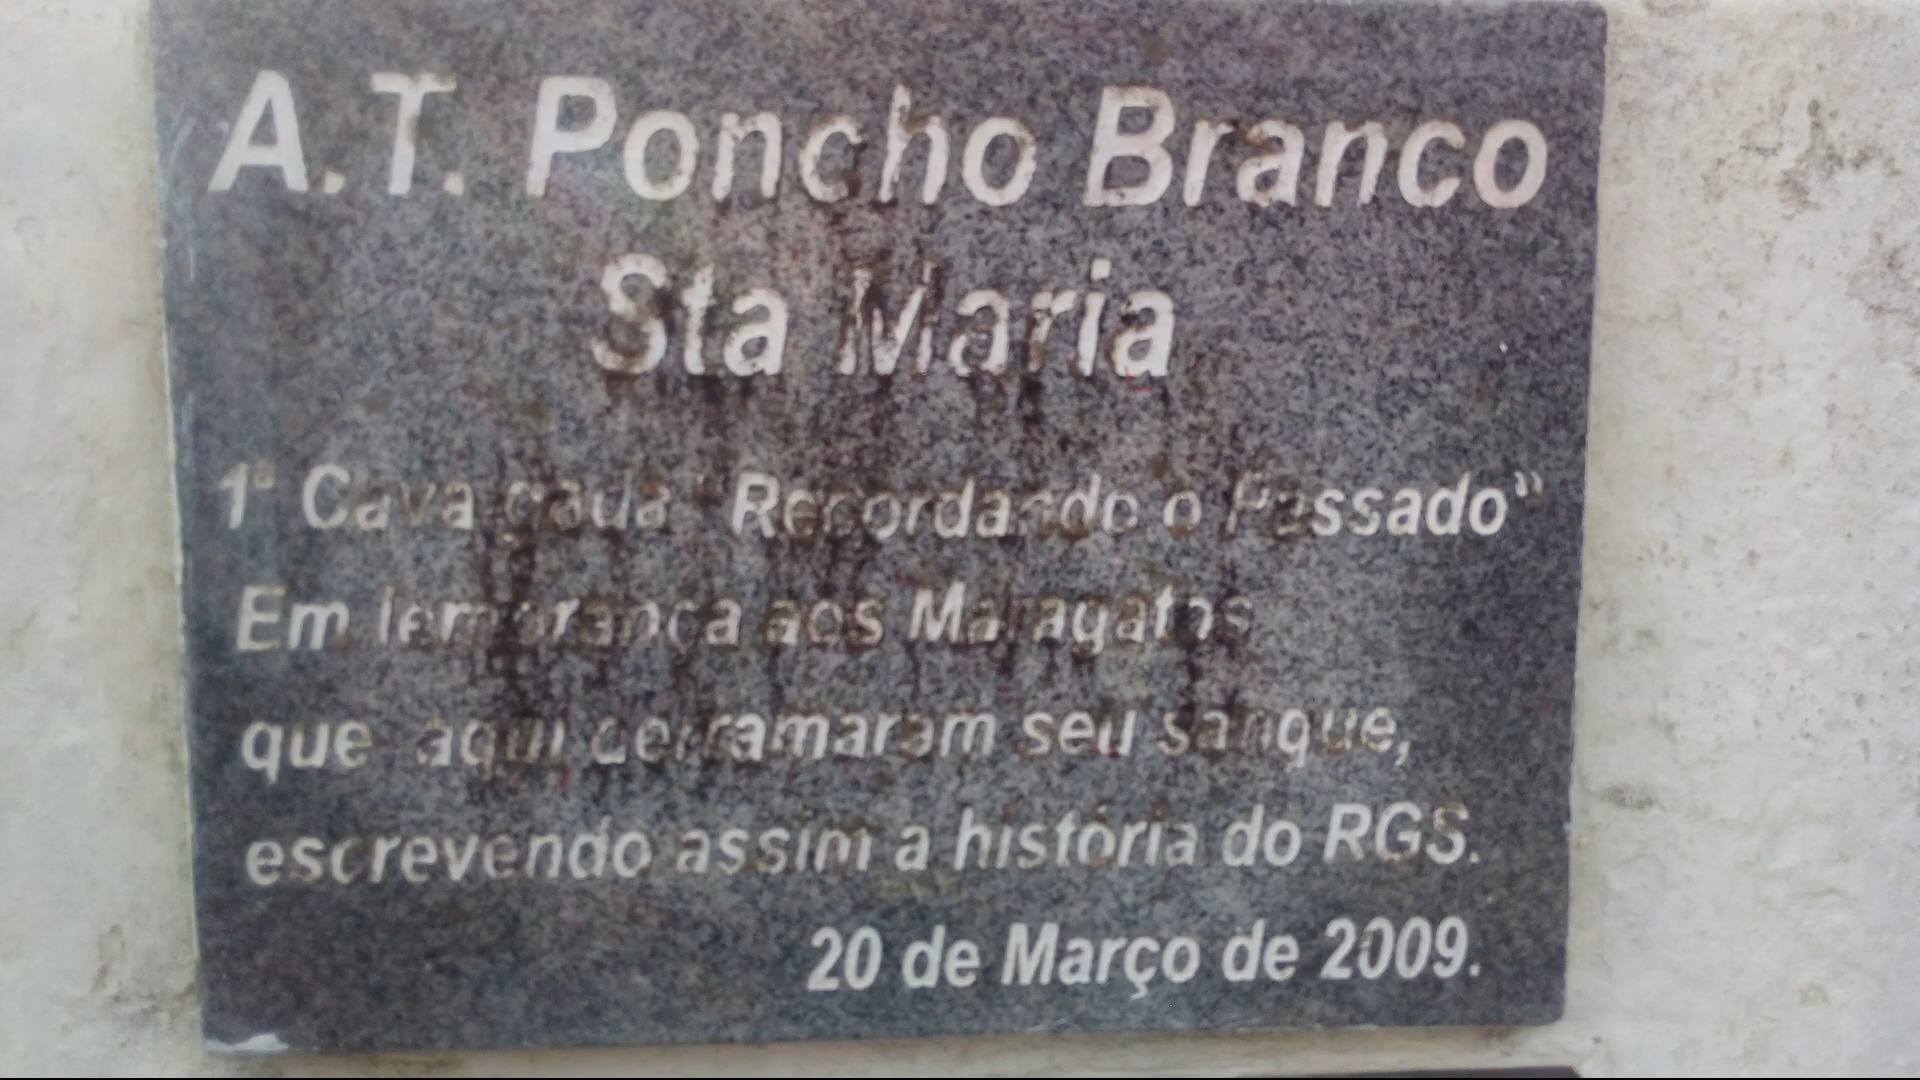 A.T. Poncho Branco
Sta Maria
1ª Cavalgada "Recordando o Passado"
Em lembrança aos Maragatos
que aqui derramaram seu sangue,
escrevendo assim a história do RGS.
20 de Março de 2009.